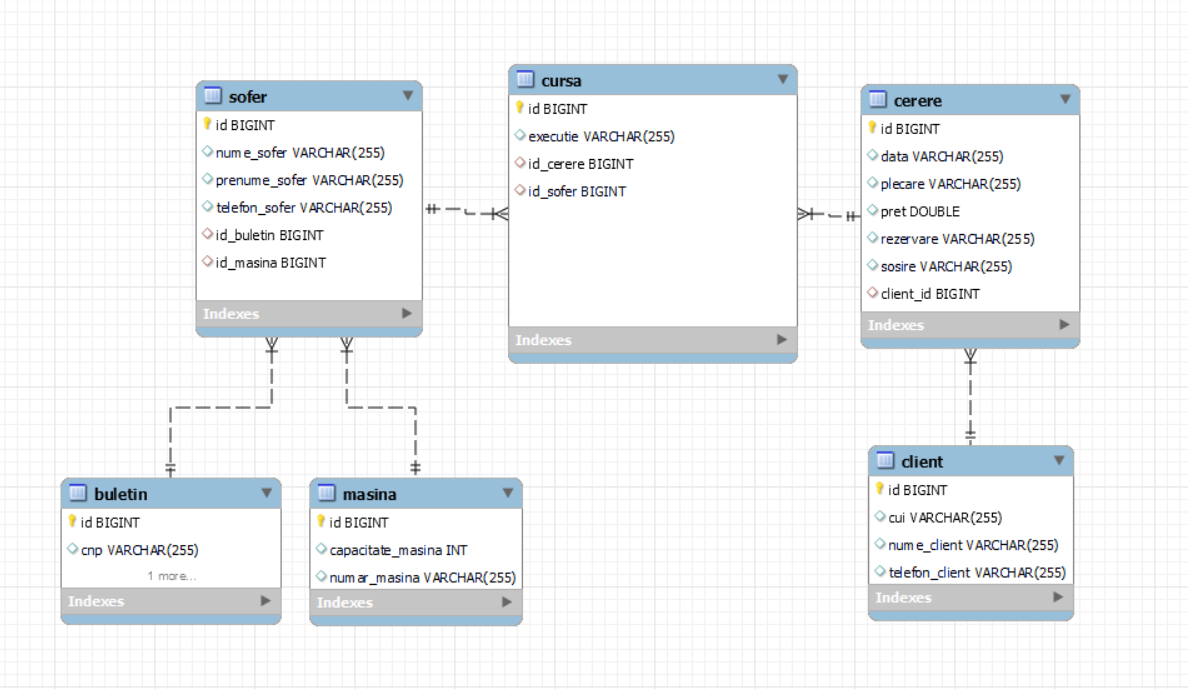 sofer
id BIGINT
nume_sofer VARCHAR(255)
prenume_sofer VARCHAR(255)
telefon_sofer VARCHAR(255)
id_buletin BIGINT
id_masina BIGINT
Indexes
cursa
id BIGINT
executie VARCHAR(255)
id_cerere BIGINT
id_sofer BIGINT
Indexes
cerere
id BIGINT
data VARCHAR(255)
plecare VARCHAR(255)
pret DOUBLE
rezervare VARCHAR(255)
sosire VARCHAR(255)
client_id BIGINT
Indexes
buletin
id BIGINT
cnp VARCHAR(255)
1 more...
Indexes
masina
id BIGINT
capacitate_masina INT
numar_masina VARCHAR(255)
Indexes
client
id BIGINT
cui VARCHAR(255)
nume_client VARCHAR(255)
telefon_client VARCHAR(255)
Indexes